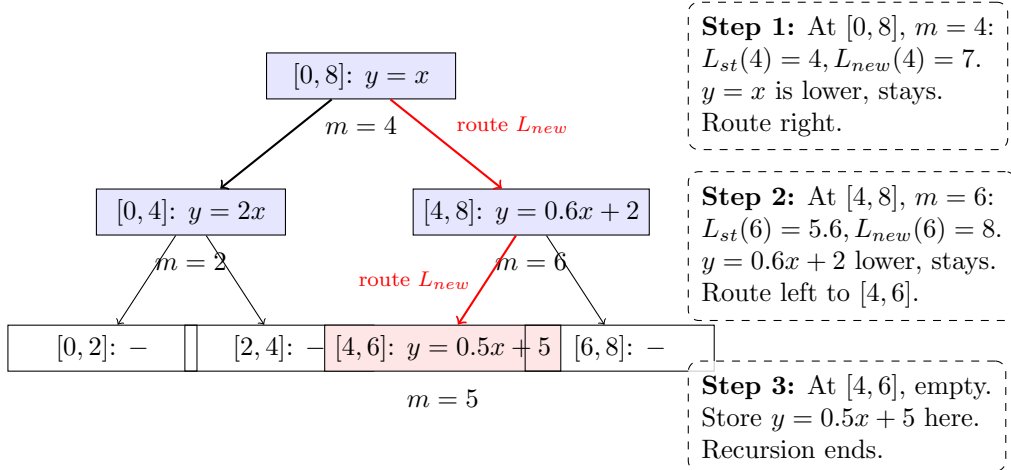 [0, 8]: y = x
m = 4
route L_new
[0, 4]: y = 2x
[4, 8]: y = 0.6x + 2
m = 2
route L_new
m = 6
[0, 2]: −
[2, 4]: −
[4, 6]: y = 0.5x + 5
[6, 8]: −
m = 5
Step 1: At [0, 8], m = 4:
L_st(4) = 4, L_new(4) = 7.
y = x is lower, stays.
Route right.
Step 2: At [4, 8], m = 6:
L_st(6) = 5.6, L_new(6) = 8.
y = 0.6x + 2 lower, stays.
Route left to [4, 6].
Step 3: At [4, 6], empty.
Store y = 0.5x + 5 here.
Recursion ends.